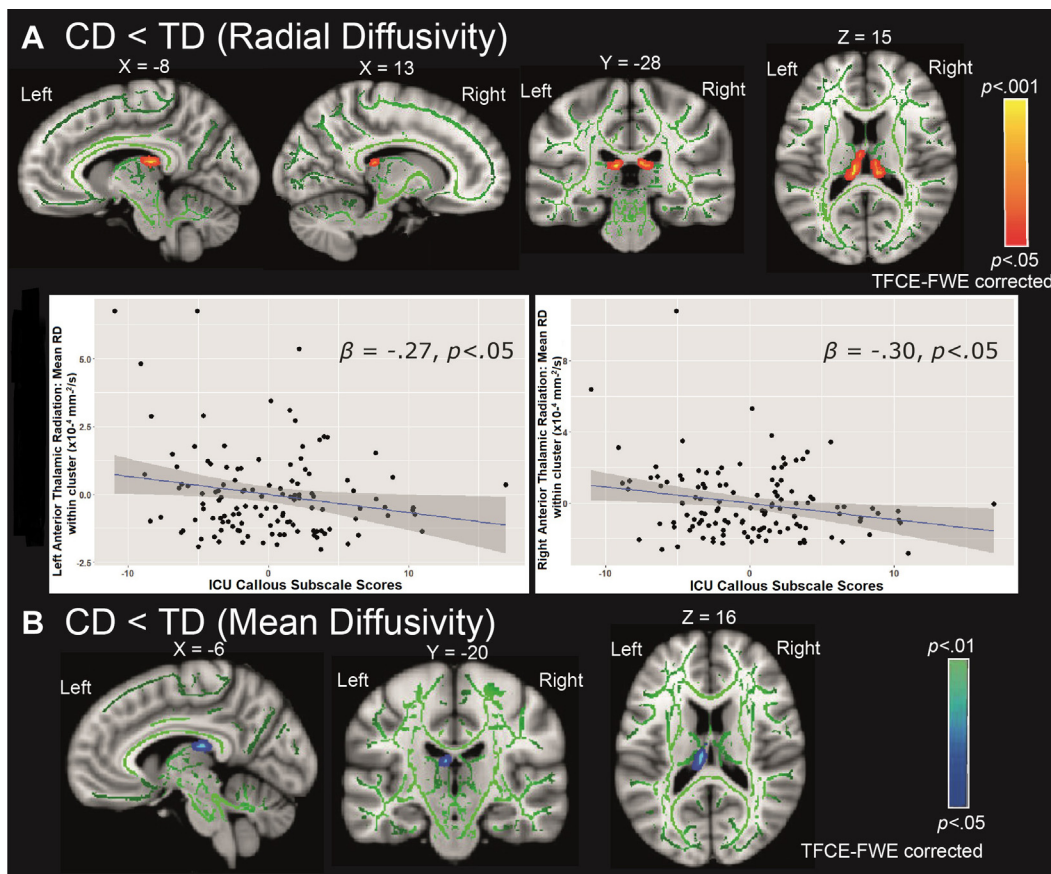 A CD < TD (Radial Diffusivity)
X = -8
X = 13
Y = -28
Z = 15
Left
Right
Left
Right
Left
Right
p<.001
p<.05
TFCE-FWE corrected
β = -.27, p<.05
Left Anterior Thalamic Radiation: Mean RD
within cluster (x10⁻⁴ mm⁻²/s)
5.0
2.5
0.0
-2.5
-10
0
10
ICU Callous Subscale Scores
β = -.30, p<.05
Right Anterior Thalamic Radiation: Mean RD
within cluster (x10⁻⁴ mm⁻²/s)
8
4
0
-10
0
10
ICU Callous Subscale Scores
B CD < TD (Mean Diffusivity)
X = -6
Y = -20
Z = 16
Left
Left
Right
Left
Right
p<.01
p<.05
TFCE-FWE corrected